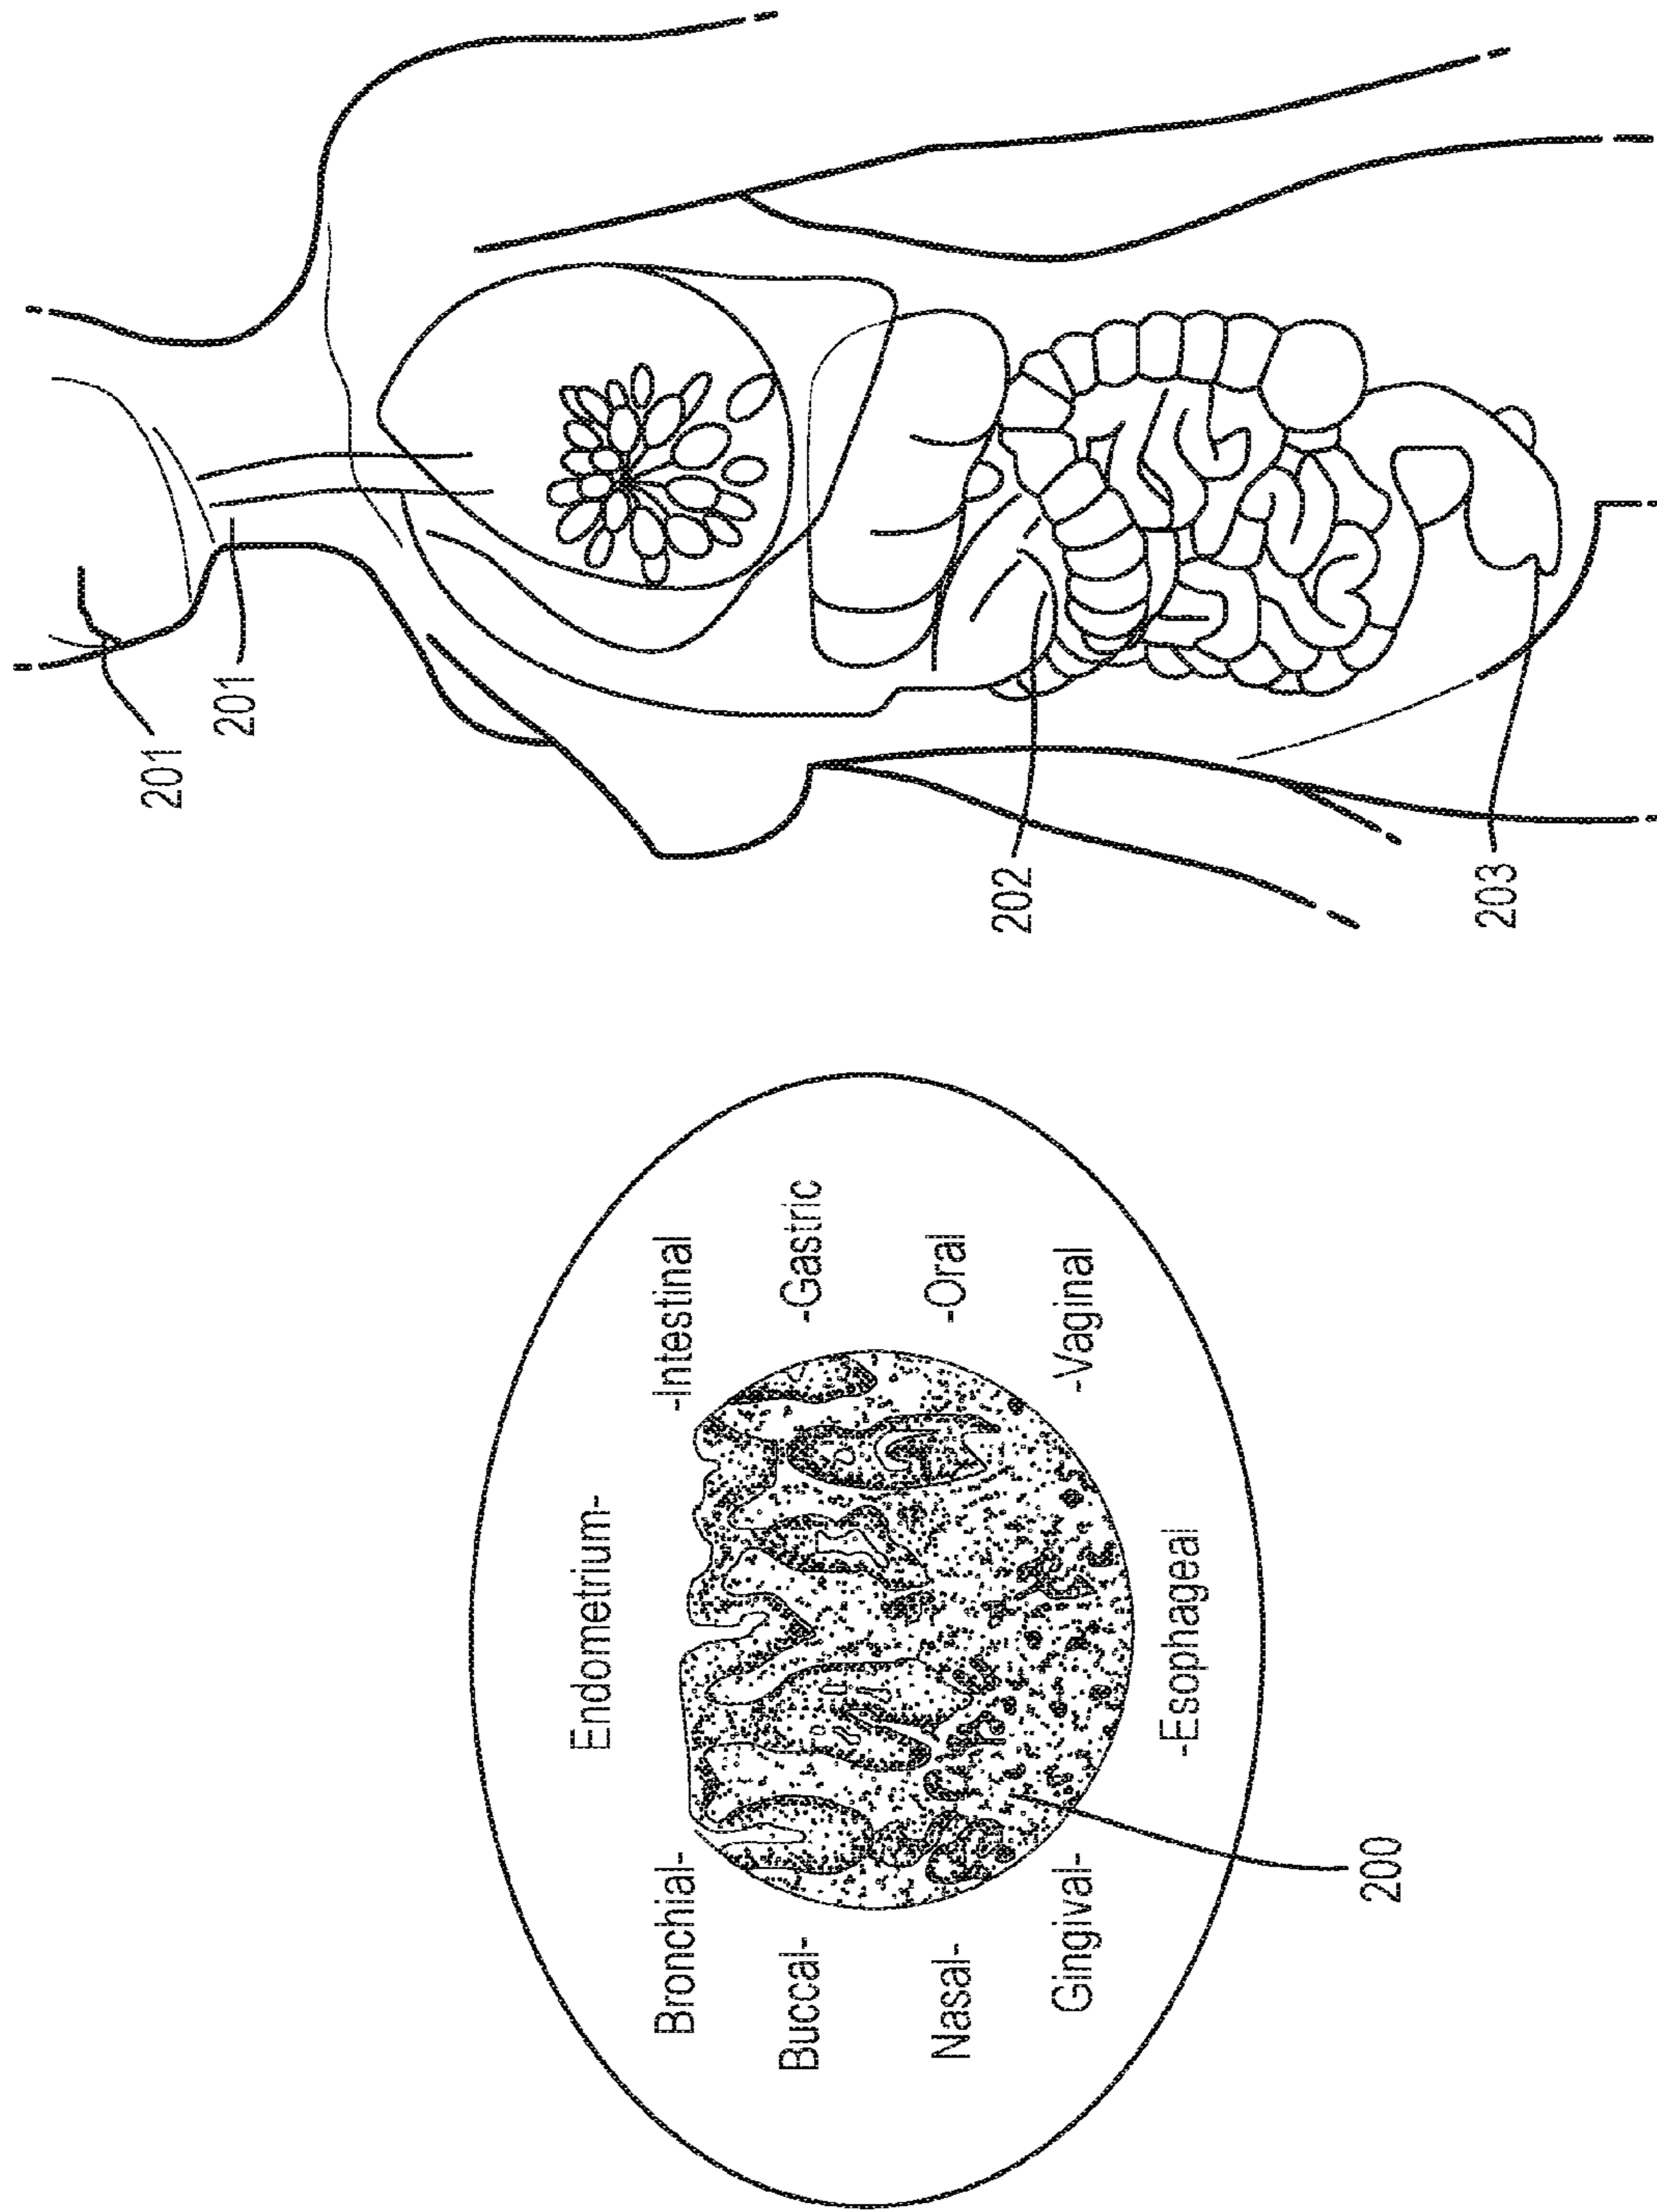 Endometrium-
Bronchial-
-Intestinal
Buccal-
-Gastric
Nasal-
-Oral
Gingival-
-Vaginal
-Esophageal
200
201
201
202
203